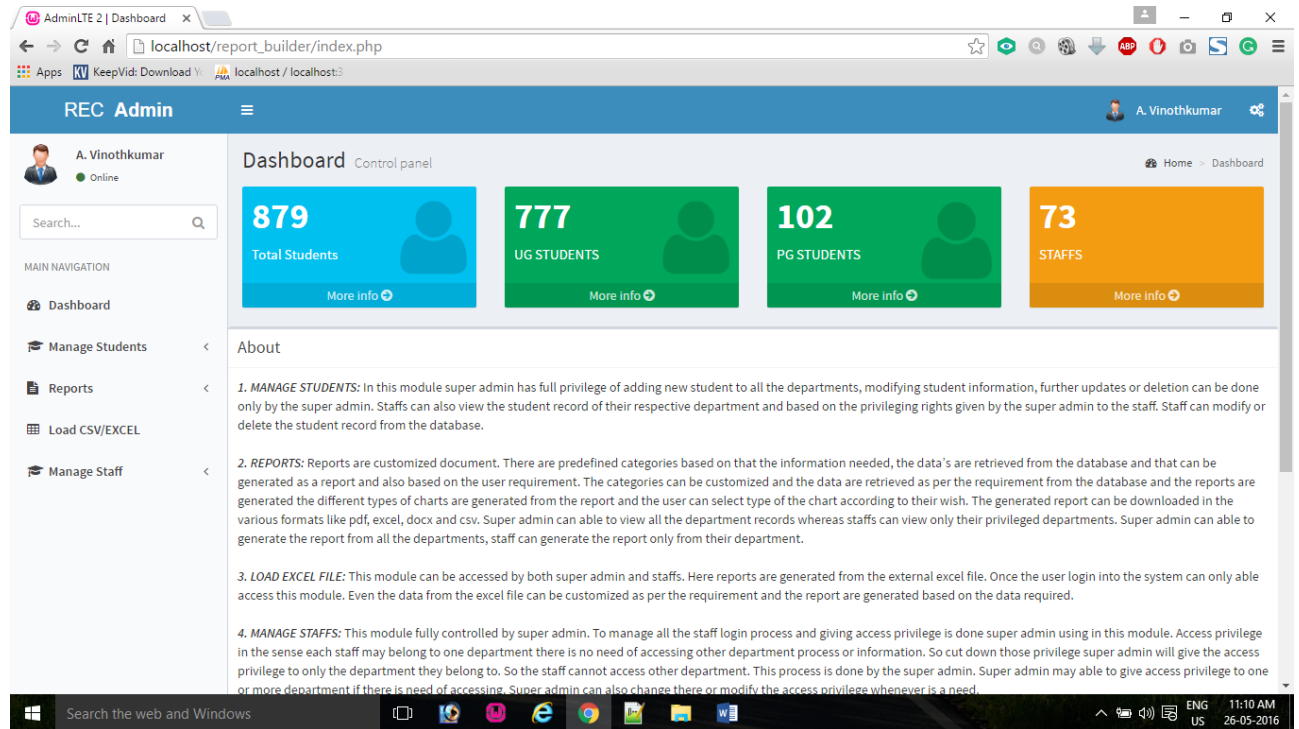 AdminLTE 2 | Dashboard
localhost/report_builder/index.php
ABP
Apps KeepVid: Download Yo localhost / localhost:3
REC Admin
A. Vinothkumar
A. Vinothkumar
Online
Dashboard Control panel
Home > Dashboard
Search...
MAIN NAVIGATION
Dashboard
Manage Students
Reports
Load CSV/EXCEL
Manage Staff
879
Total Students
More info
777
UG STUDENTS
More info
102
PG STUDENTS
More info
73
STAFFS
More info
About
1. MANAGE STUDENTS: In this module super admin has full privilege of adding new student to all the departments, modifying student information, further updates or deletion can be done
only by the super admin. Staffs can also view the student record of their respective department and based on the privileging rights given by the super admin to the staff. Staff can modify or
delete the student record from the database.
2. REPORTS: Reports are customized document. There are predefined categories based on that the information needed, the data's are retrieved from the database and that can be
generated as a report and also based on the user requirement. The categories can be customized and the data are retrieved as per the requirement from the database and the reports are
generated the different types of charts are generated from the report and the user can select type of the chart according to their wish. The generated report can be downloaded in the
various formats like pdf, excel, docx and csv. Super admin can able to view all the department records whereas staffs can view only their privileged departments. Super admin can able to
generate the report from all the departments, staff can generate the report only from their department.
3. LOAD EXCEL FILE: This module can be accessed by both super admin and staffs. Here reports are generated from the external excel file. Once the user login into the system can only able
access this module. Even the data from the excel file can be customized as per the requirement and the report are generated based on the data required.
4. MANAGE STAFFS: This module fully controlled by super admin. To manage all the staff login process and giving access privilege is done super admin using in this module. Access privilege
in the sense each staff may belong to one department there is no need of accessing other department process or information. So cut down those privilege super admin will give the access
privilege to only the department they belong to. So the staff cannot access other department. This process is done by the super admin. Super admin may able to give access privilege to one
or more department if there is need of accessing. Super admin can also change there or modify the access privilege whenever is a need.
Search the web and Windows
ENG
US
11:10 AM
26-05-2016